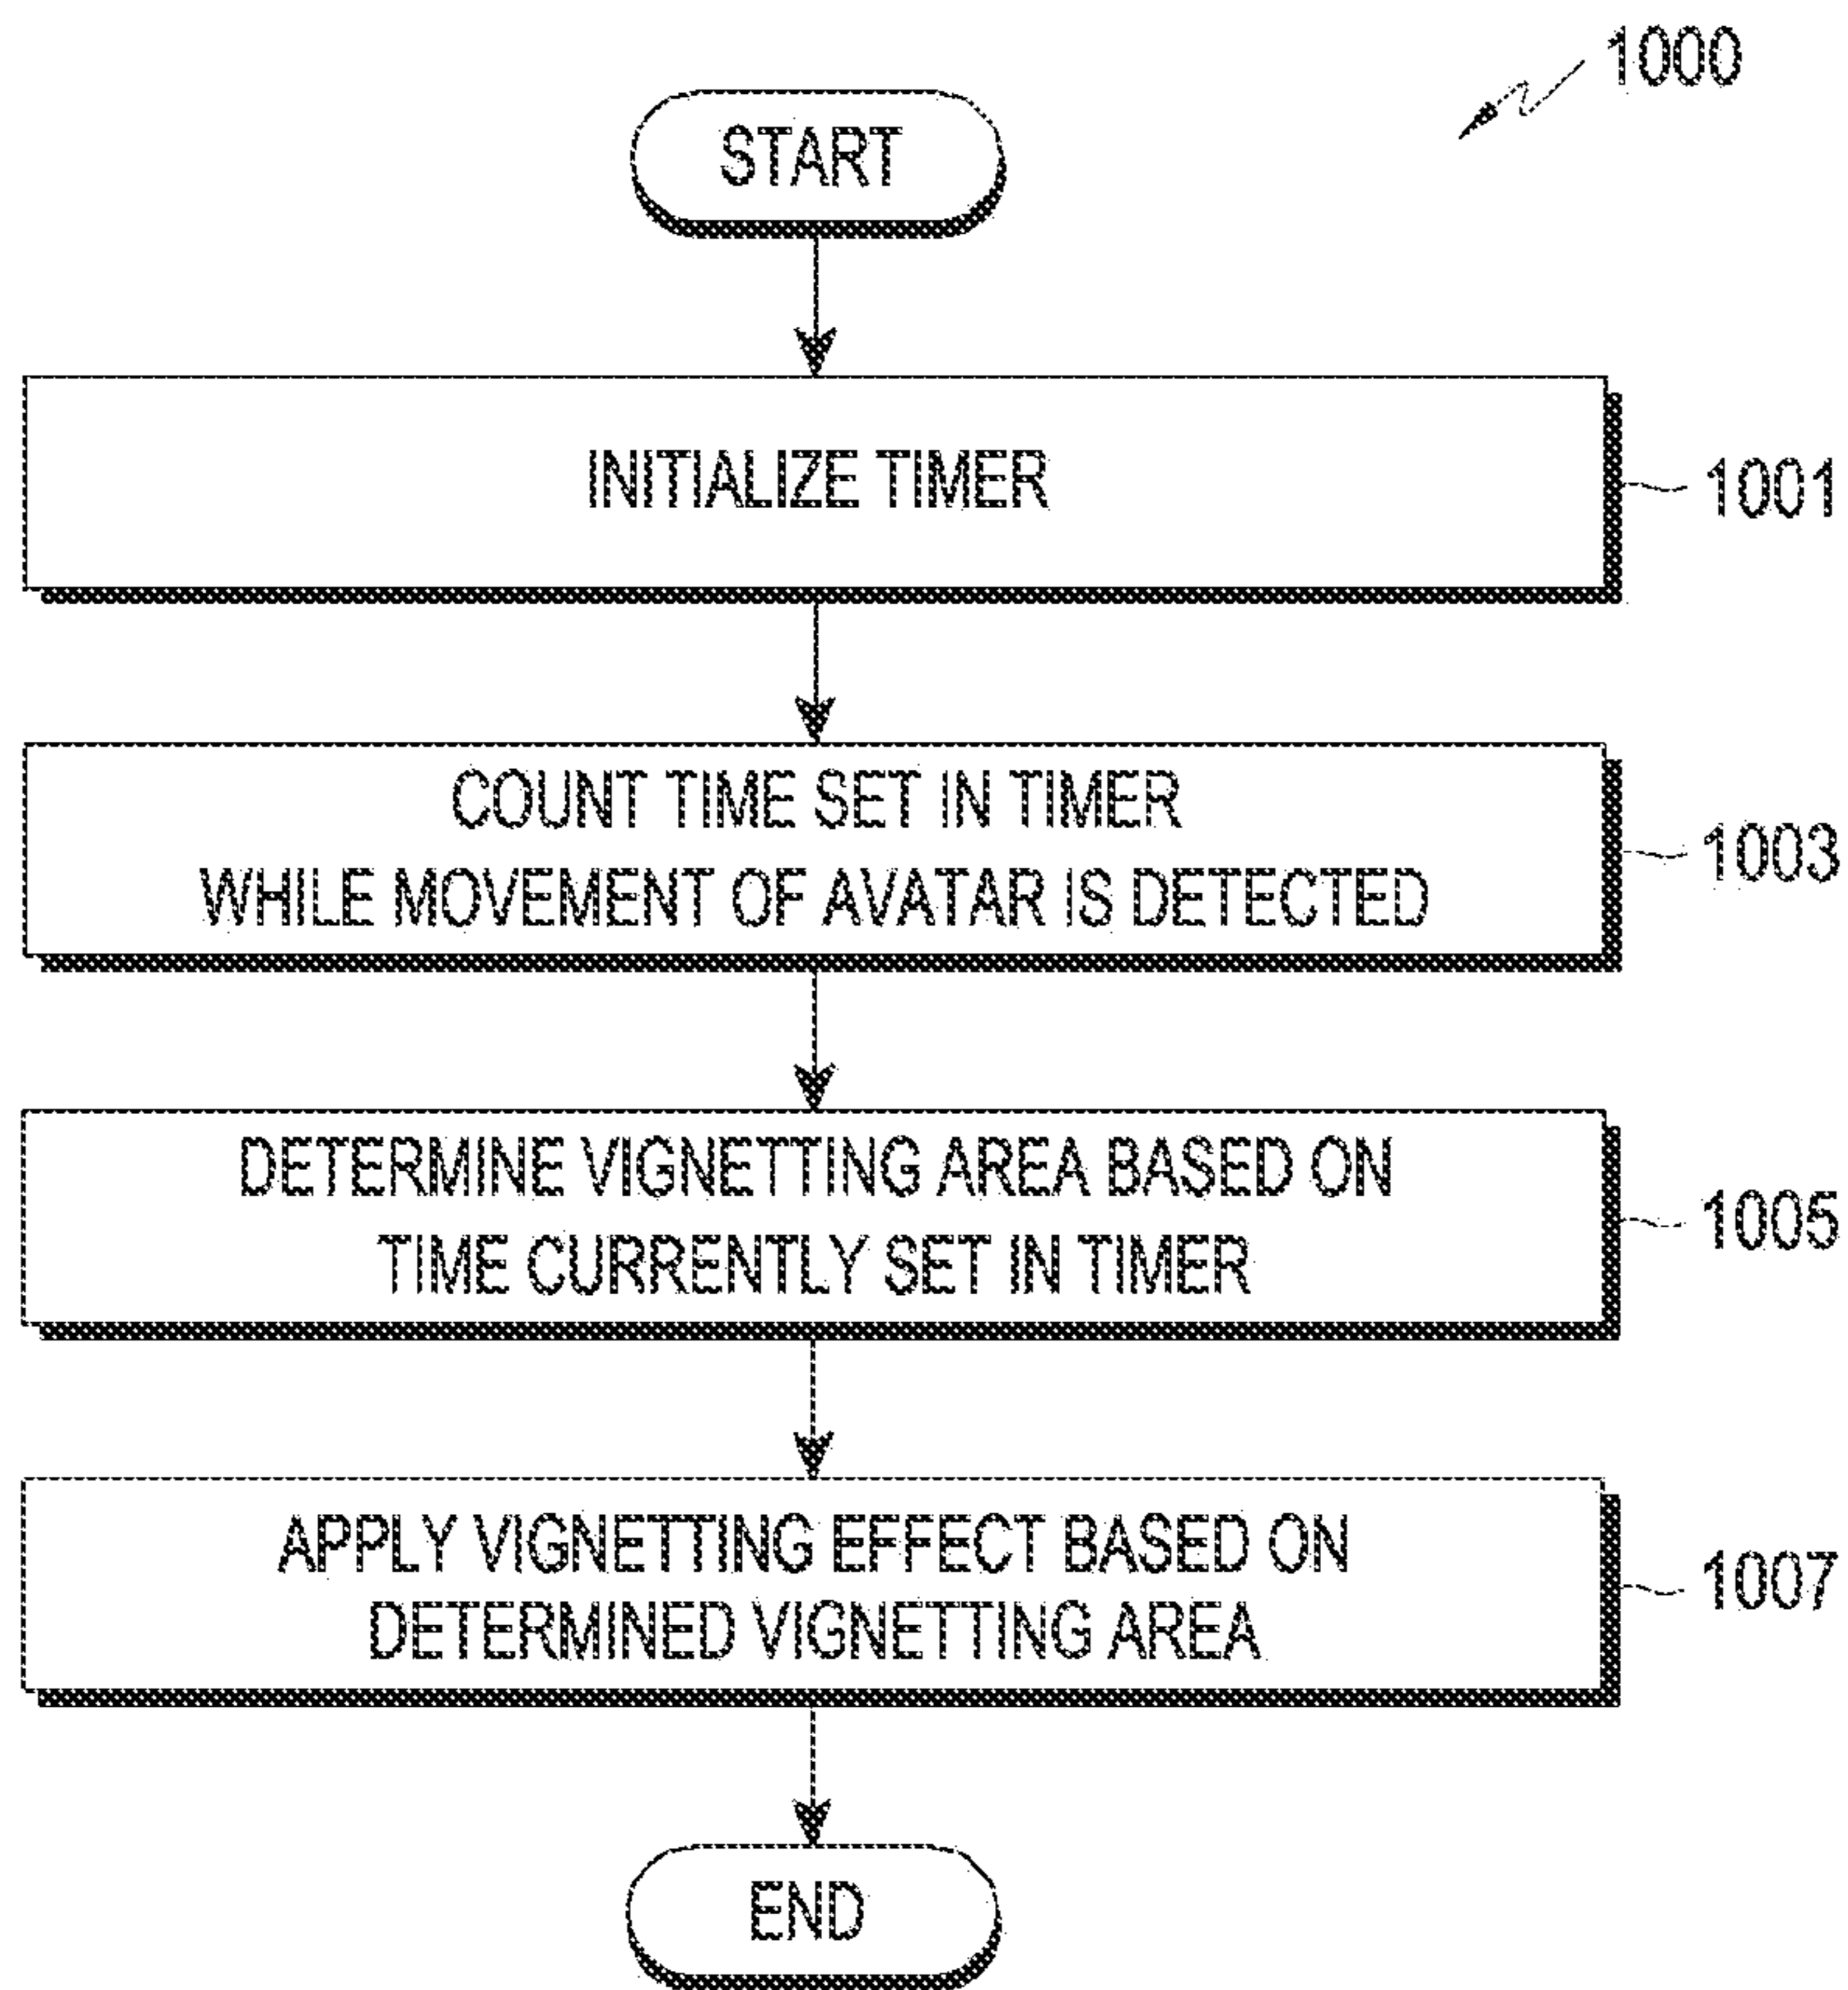 1000
START
INITIALIZE TIMER
1001
COUNT TIME SET IN TIMER
WHILE MOVEMENT OF AVATAR IS DETECTED
1003
DETERMINE VIGNETTING AREA BASED ON
TIME CURRENTLY SET IN TIMER
1005
APPLY VIGNETTING EFFECT BASED ON
DETERMINED VIGNETTING AREA
1007
END